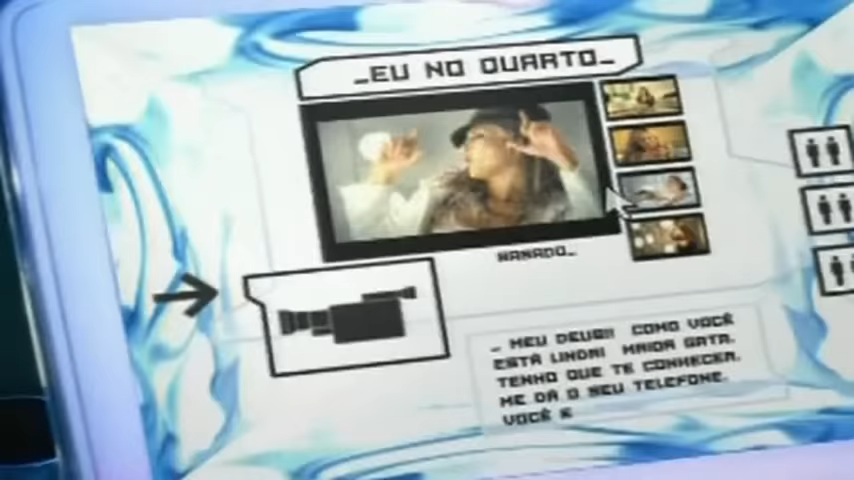 _EU NO QUARTO_
NANADO_
_ MEU DEUS!! COMO VOCÊ
ESTÁ LINDA! MAIOR GATA.
TENHO QUE TE CONHECER.
ME DÁ O SEU TELEFONE.
VOCÊ